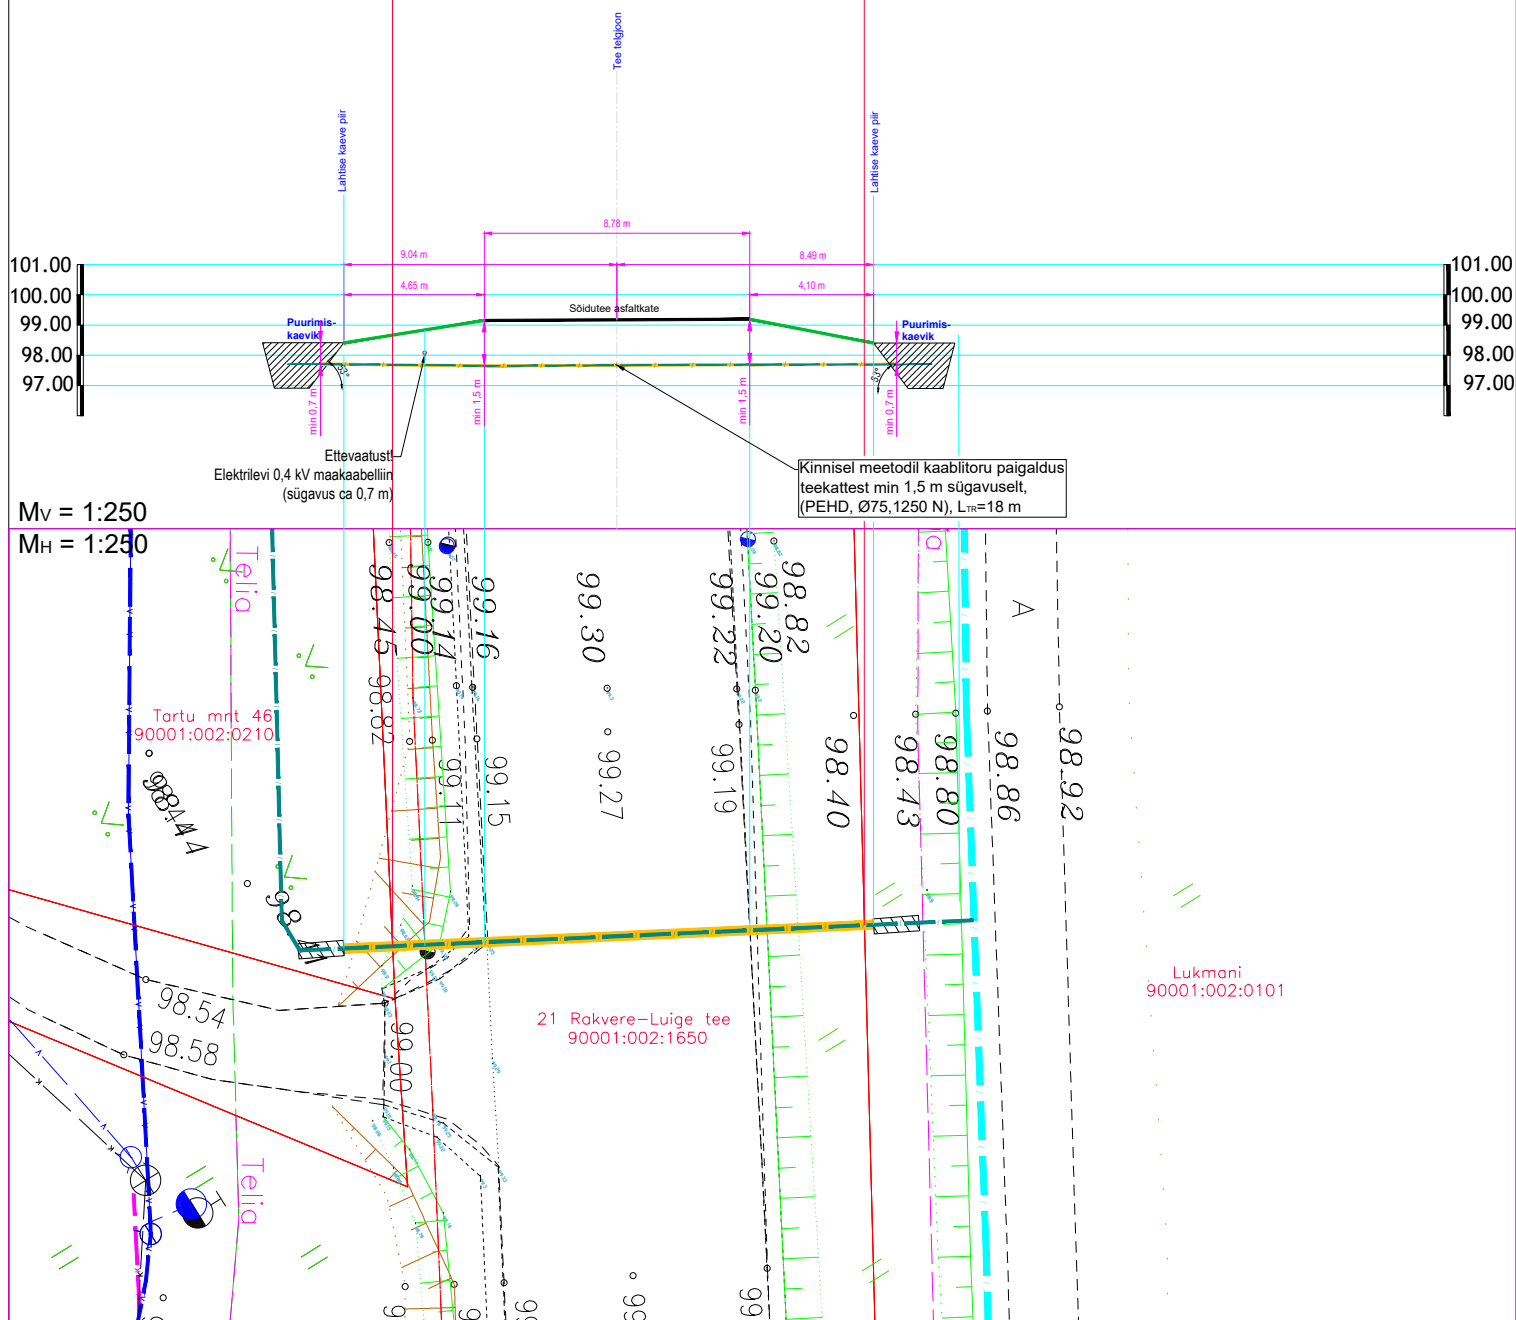 Tee telgjoon
Lahtise kaeve piir
Lahtise kaeve piir
8,78 m
9,04 m
8,49 m
4,65 m
4,10 m
101.00
100.00
99.00
98.00
97.00
101.00
100.00
99.00
98.00
97.00
Sõidutee asfaltkate
Puurimis-
kaevik
Puurimis-
kaevik
53°
53°
min 0,7 m
min 1,5 m
min 1,5 m
min 0,7 m
Ettevaatust!
Elektrilevi 0,4 kV maakaabelliin
(sügavus ca 0,7 m)
Kinnisel meetodil kaablitoru paigaldus
teekattest min 1,5 m sügavuselt,
(PEHD, Ø75,1250 N), LTR=18 m
MV = 1:250
MH = 1:250
Telia
98.45
99.00
99.14
99.16
99.30
99.22
99.20
98.82
a
A
Tartu mnt 46
90001:002:0210
98.82
99.11
99.15
99.27
99.19
98.40
98.43
98.80
98.86
98.92
98.44
98.54
98.58
99.00
21 Rakvere-Luige tee
90001:002:1650
Lukmani
90001:002:0101
Telia
T